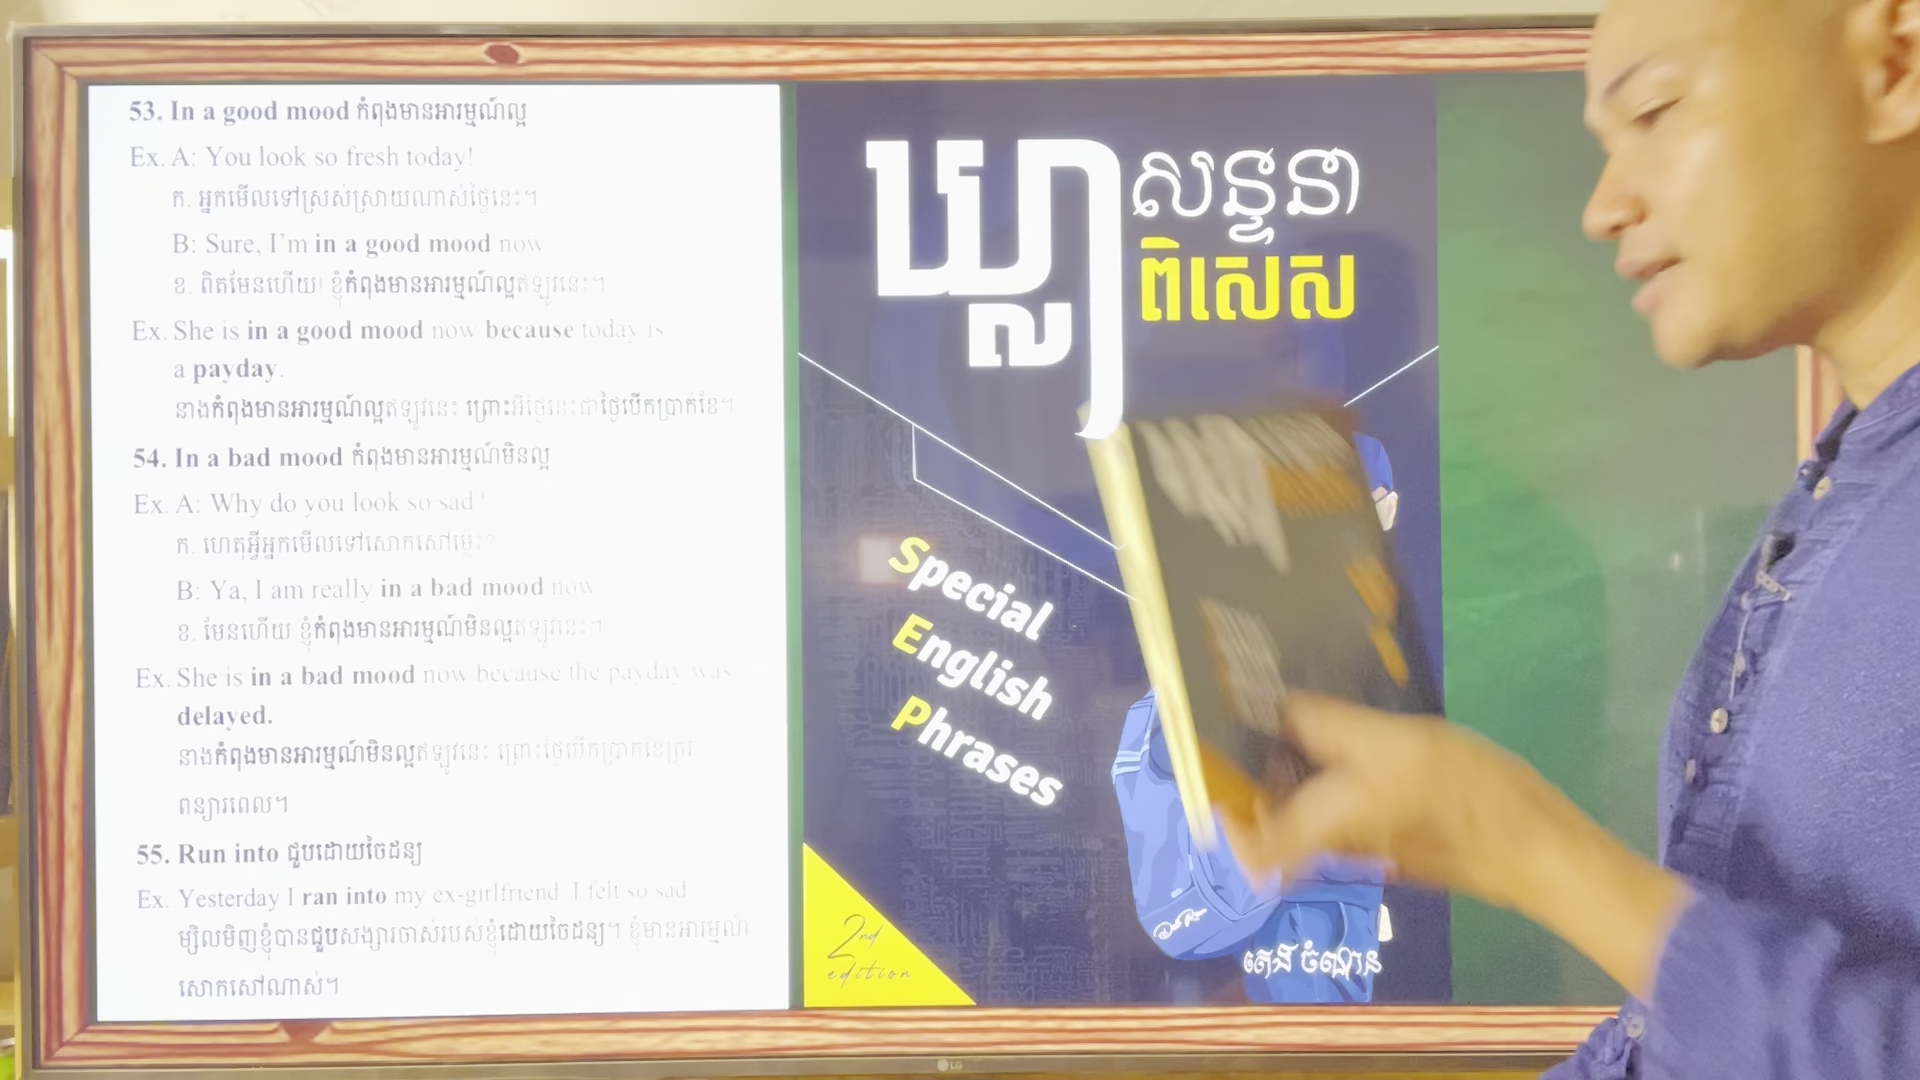 53. In a good mood កំពុងមានអារម្មណ៍ល្អ
Ex. A: You look so fresh today!
ក. អ្នកមើលទៅស្រស់ស្រាយណាស់ថ្ងៃនេះ។
B: Sure, I'm in a good mood now
ខ. ពិតមែនហើយ! ខ្ញុំកំពុងមានអារម្មណ៍ល្អឥឡូវនេះ។
Ex. She is in a good mood now because today is
a payday.
នាងកំពុងមានអារម្មណ៍ល្អឥឡូវនេះ ព្រោះអីថ្ងៃនេះជាថ្ងៃបើកប្រាក់ខែ។
54. In a bad mood កំពុងមានអារម្មណ៍មិនល្អ
Ex. A: Why do you look so sad
ក. ហេតុអ្វីអ្នកមើលទៅសោកសៅម្ល៉េះ?
B: Ya, I am really in a bad mood now
ខ. មែនហើយ ខ្ញុំកំពុងមានអារម្មណ៍មិនល្អឥឡូវនេះ។
Ex. She is in a bad mood now because the payday was
delayed.
នាងកំពុងមានអារម្មណ៍មិនល្អឥឡូវនេះ ព្រោះថ្ងៃបើកប្រាក់ខែត្រូវ
ពន្យារពេល។
55. Run into ជួបដោយចៃដន្យ
Ex. Yesterday I ran into my ex-girlfriend. I felt so sad
ម្សិលមិញខ្ញុំបានជួបសង្សារចាស់របស់ខ្ញុំដោយចៃដន្យ។ ខ្ញុំមានអារម្មណ៍
សោកសៅណាស់។
ឃ្លា
សន្ទនា
ពិសេស
Special
English
Phrases
2nd
edition
តេង ចំណាន
LG